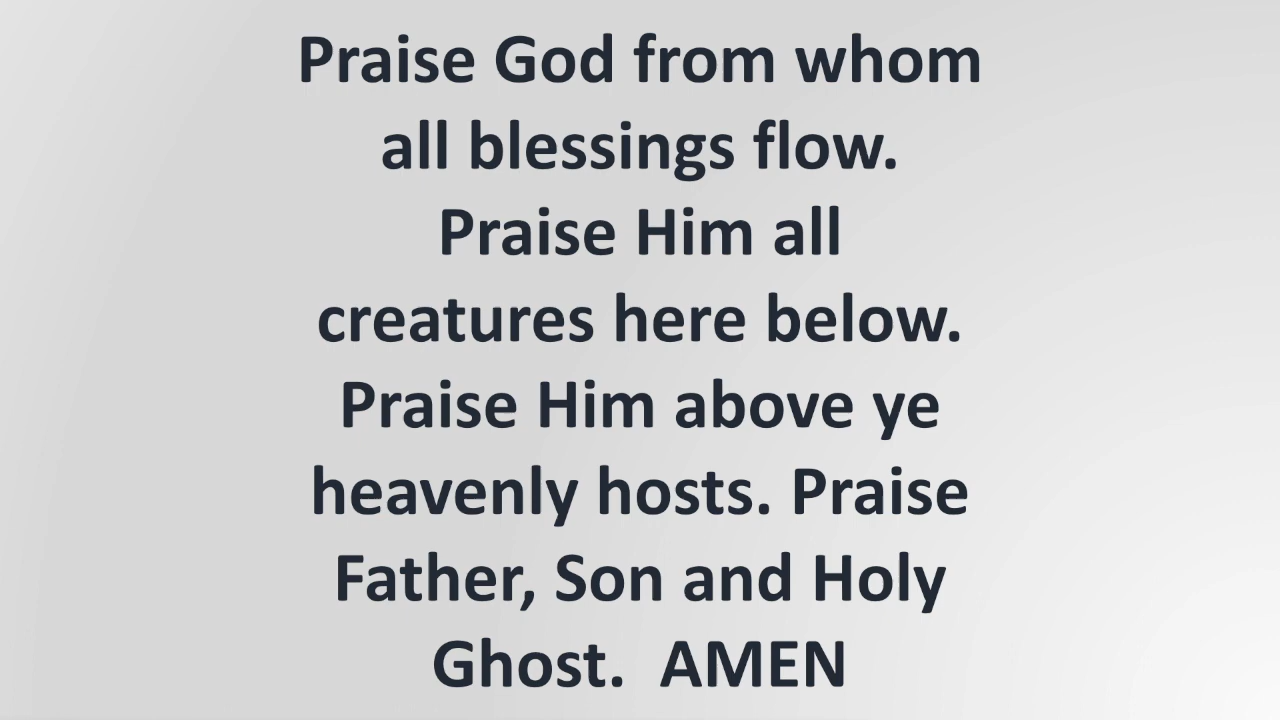 Praise God from whom
all blessings flow.
Praise Him all
creatures here below.
Praise Him above ye
heavenly hosts. Praise
Father, Son and Holy
Ghost.  AMEN